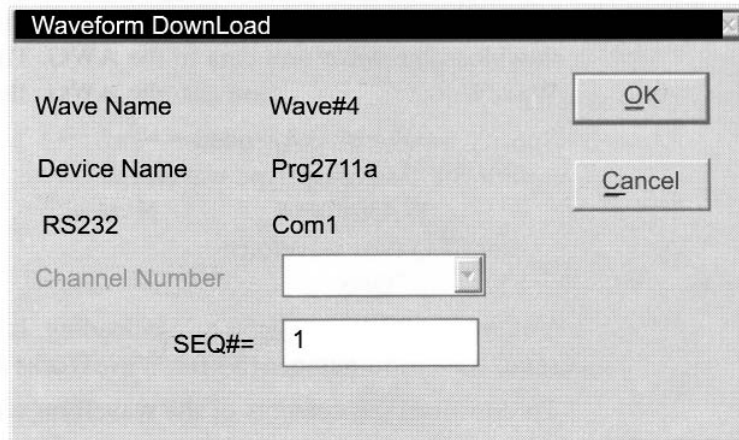 Waveform DownLoad
Wave Name Wave#4 OK
Device Name Prg2711a Cancel
RS232 Com1
Channel Number
SEQ#= 1